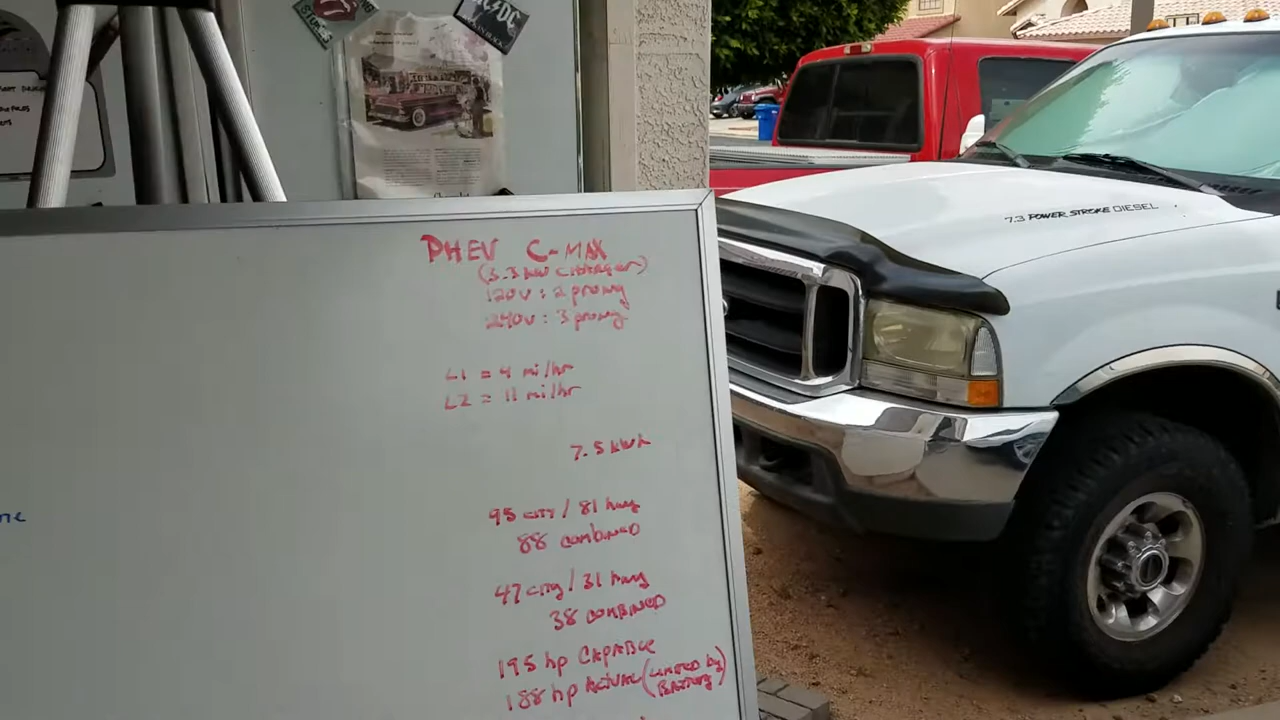 AC/DC
7.3 POWER STROKE DIESEL
PHEV C-MAX
(3.3 kW charger)
120V: 2 prong
240V: 3 prong
L1 = 4 mi/hr
L2 = 11 mi/hr
7.5 kWh
95 city / 81 hwy
88 combined
47 city / 31 hwy
38 COMBINED
195 hp CAPABLE
188 hp ACTUAL (LIMITED by
BATTERY)